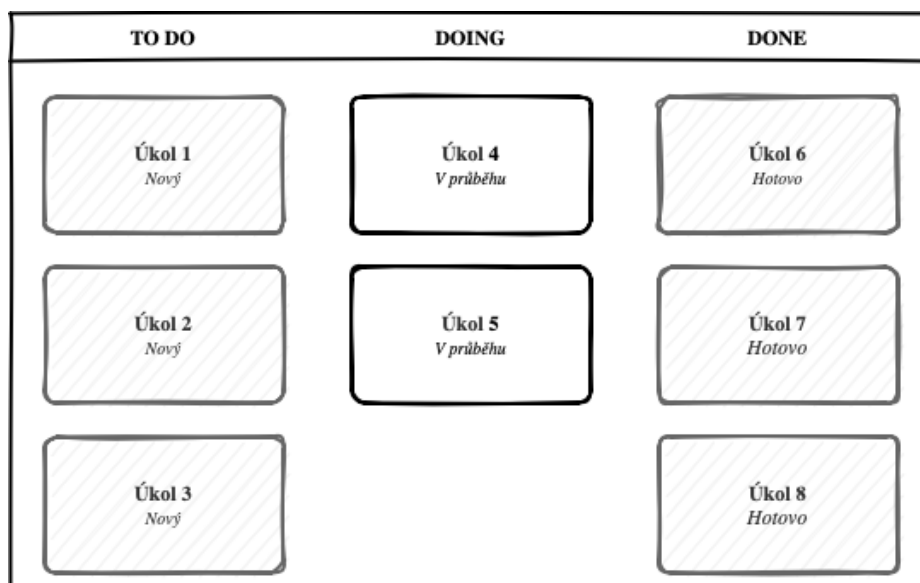 TO DO
DOING
DONE
Úkol 1
Nový
Úkol 4
V průběhu
Úkol 6
Hotovo
Úkol 2
Nový
Úkol 5
V průběhu
Úkol 7
Hotovo
Úkol 3
Nový
Úkol 8
Hotovo